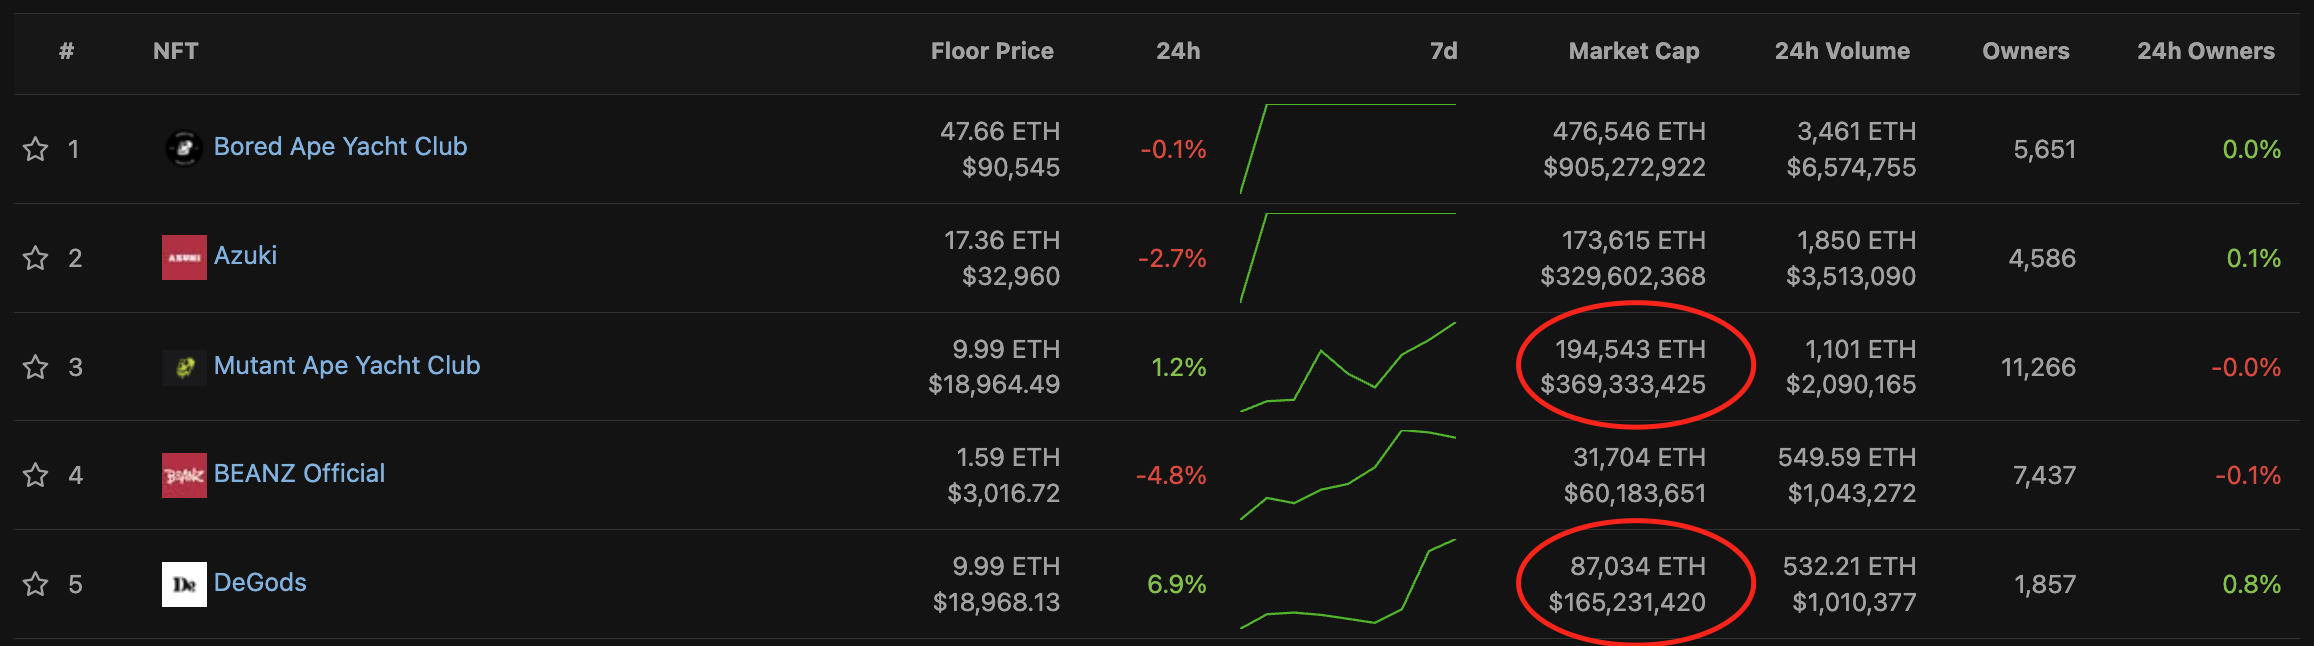 # NFT Floor Price 24h 7d Market Cap 24h Volume Owners 24h Owners
1 Bored Ape Yacht Club 47.66 ETH -0.1% 476,546 ETH 3,461 ETH 5,651 0.0%
$90,545 $905,272,922 $6,574,755
AZUKI
2 Azuki 17.36 ETH -2.7% 173,615 ETH 1,850 ETH 4,586 0.1%
$32,960 $329,602,368 $3,513,090
3 Mutant Ape Yacht Club 9.99 ETH 1.2% 194,543 ETH 1,101 ETH 11,266 -0.0%
$18,964.49 $369,333,425 $2,090,165
BEANZ
4 BEANZ Official 1.59 ETH -4.8% 31,704 ETH 549.59 ETH 7,437 -0.1%
$3,016.72 $60,183,651 $1,043,272
De
5 DeGods 9.99 ETH 6.9% 87,034 ETH 532.21 ETH 1,857 0.8%
$18,968.13 $165,231,420 $1,010,377